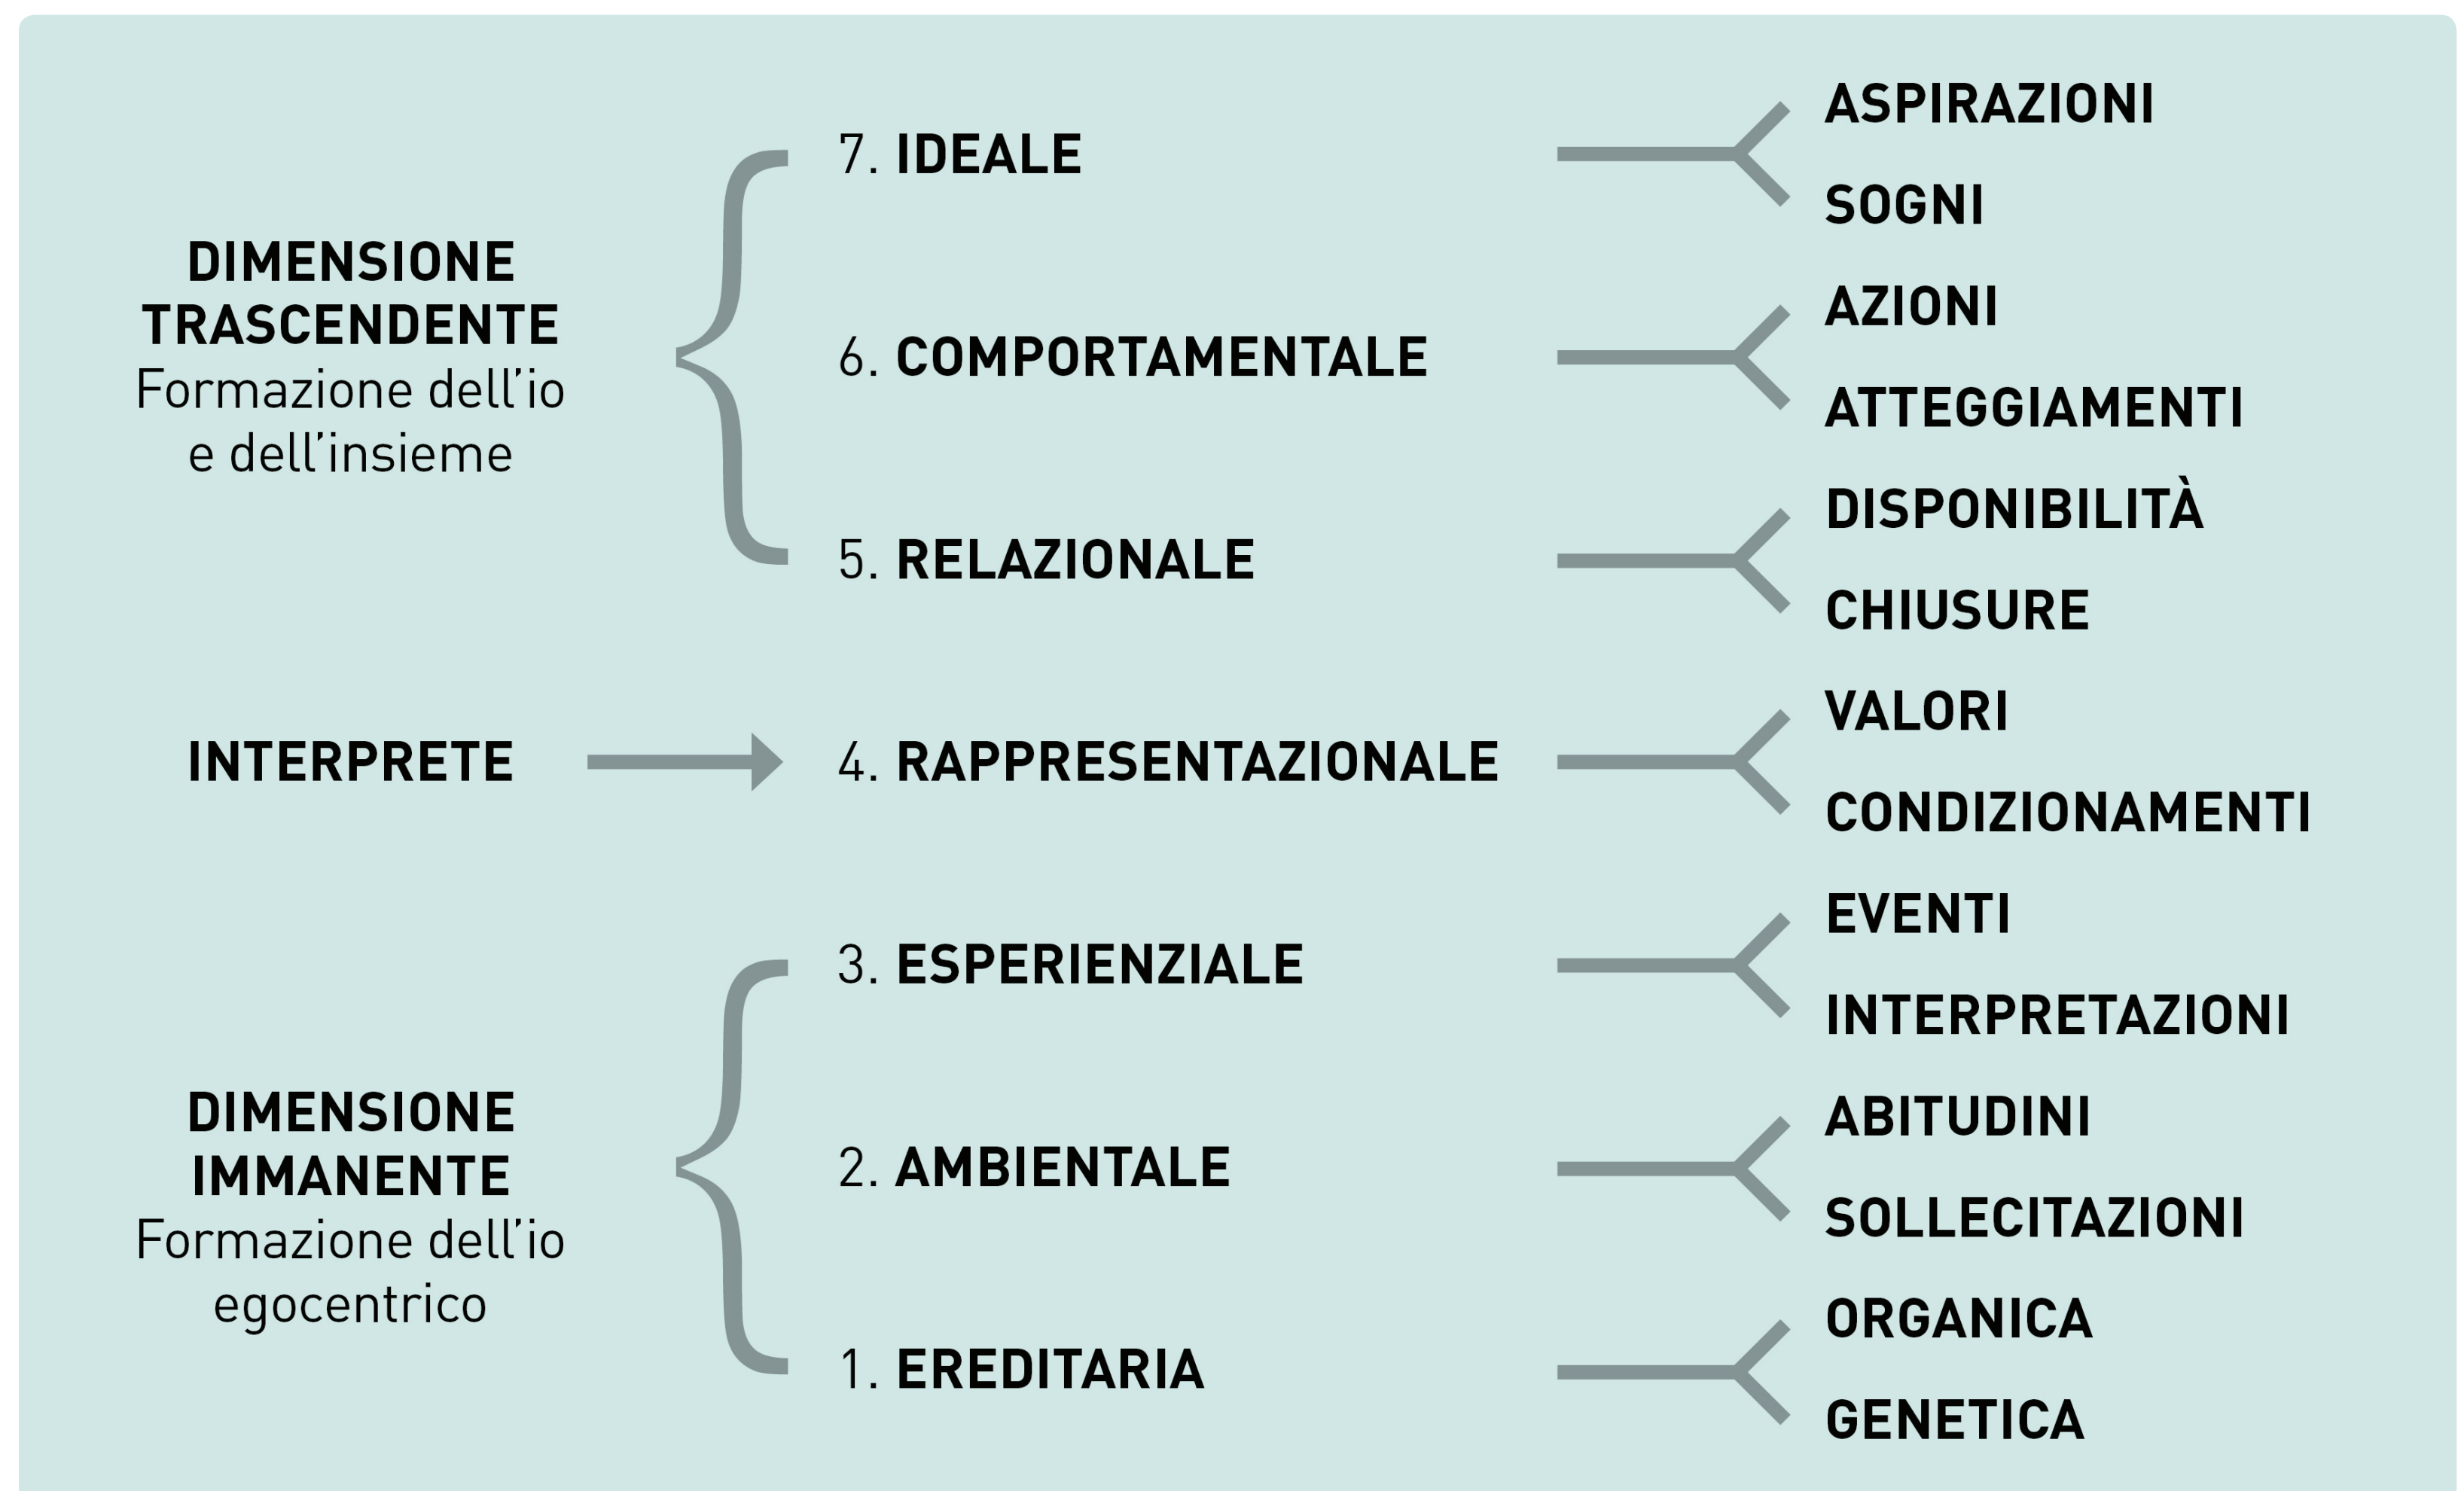 DIMENSIONE
TRASCENDENTE
Formazione dell'io
e dell'insieme
7. IDEALE
ASPIRAZIONI
SOGNI
6. COMPORTAMENTALE
AZIONI
ATTEGGIAMENTI
5. RELAZIONALE
DISPONIBILITÀ
CHIUSURE
INTERPRETE
4. RAPPRESENTAZIONALE
VALORI
CONDIZIONAMENTI
DIMENSIONE
IMMANENTE
Formazione dell'io
egocentrico
3. ESPERIENZIALE
EVENTI
INTERPRETAZIONI
2. AMBIENTALE
ABITUDINI
SOLLECITAZIONI
1. EREDITARIA
ORGANICA
GENETICA